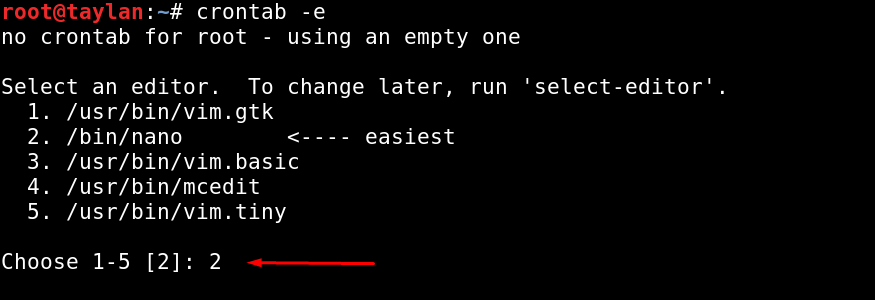 root@taylan:~# crontab -e
no crontab for root - using an empty one
Select an editor.  To change later, run 'select-editor'.
  1. /usr/bin/vim.gtk
  2. /bin/nano        <---- easiest
  3. /usr/bin/vim.basic
  4. /usr/bin/mcedit
  5. /usr/bin/vim.tiny
Choose 1-5 [2]: 2